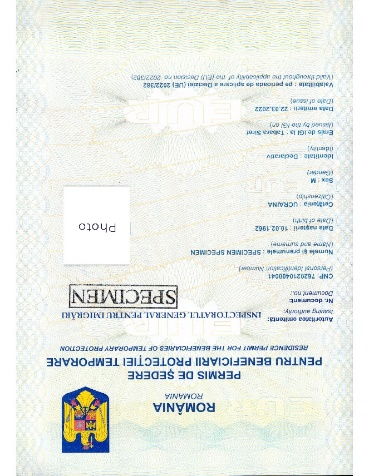 ROMÂNIA
ROMANIA
PERMIS DE ȘEDERE
PENTRU BENEFICIARII PROTECȚIEI TEMPORARE
RESIDENCE PERMIT FOR THE BENEFICIARIES OF TEMPORARY PROTECTION
Autoritatea emitentă: INSPECTORATUL GENERAL PENTRU IMIGRĂRI
Issuing authority:
SPECIMEN
Nr. document:
Document no.:
CNP 7620210400041
(Personal Identification Number)
Numele și prenumele : SPECIMEN SPECIMEN
(Name and surname)
Data nașterii 10.02.1962
(Date of birth)
Cetățenia : UCRAINA
(Citizenship)
Photo
Sex : M
(Gender)
Identitate : Declarativ
(Identity)
Emis de IGI la : Tabara Siret
(Issued by the IGI on)
Data emiterii 22.03.2022
(Date of issue)
Valabilitate : pe perioada de aplicare a Deciziei (UE) 2022/382
(Valid throughout the applicability of the (EU) Decision no. 2022/382)